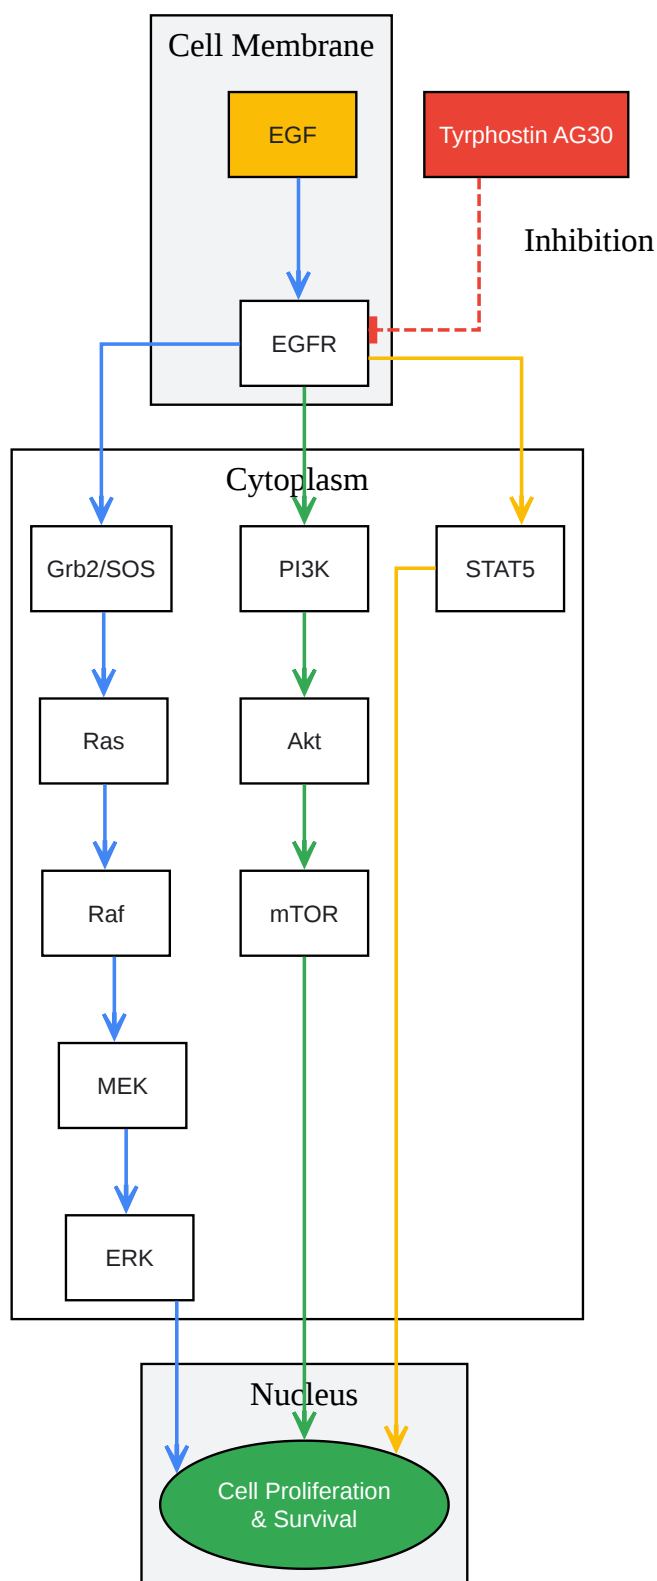 Cell Membrane
EGF
Tyrphostin AG30
Inhibition
EGFR
Cytoplasm
Grb2/SOS
PI3K
STAT5
Ras
Akt
Raf
mTOR
MEK
ERK
Nucleus
Cell Proliferation
& Survival